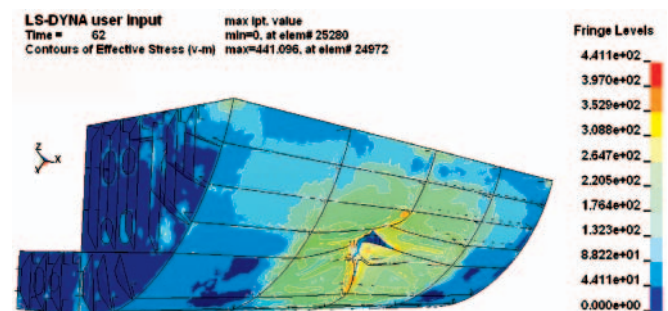 LS-DYNA user input
Time = 62
Contours of Effective Stress (v-m)
max ipt. value
min=0, at elem# 25280
max=441.096, at elem# 24972
Fringe Levels
4.411e+02
3.970e+02
3.529e+02
3.088e+02
2.647e+02
2.205e+02
1.764e+02
1.323e+02
8.822e+01
4.411e+01
0.000e+00
Z
X
Y